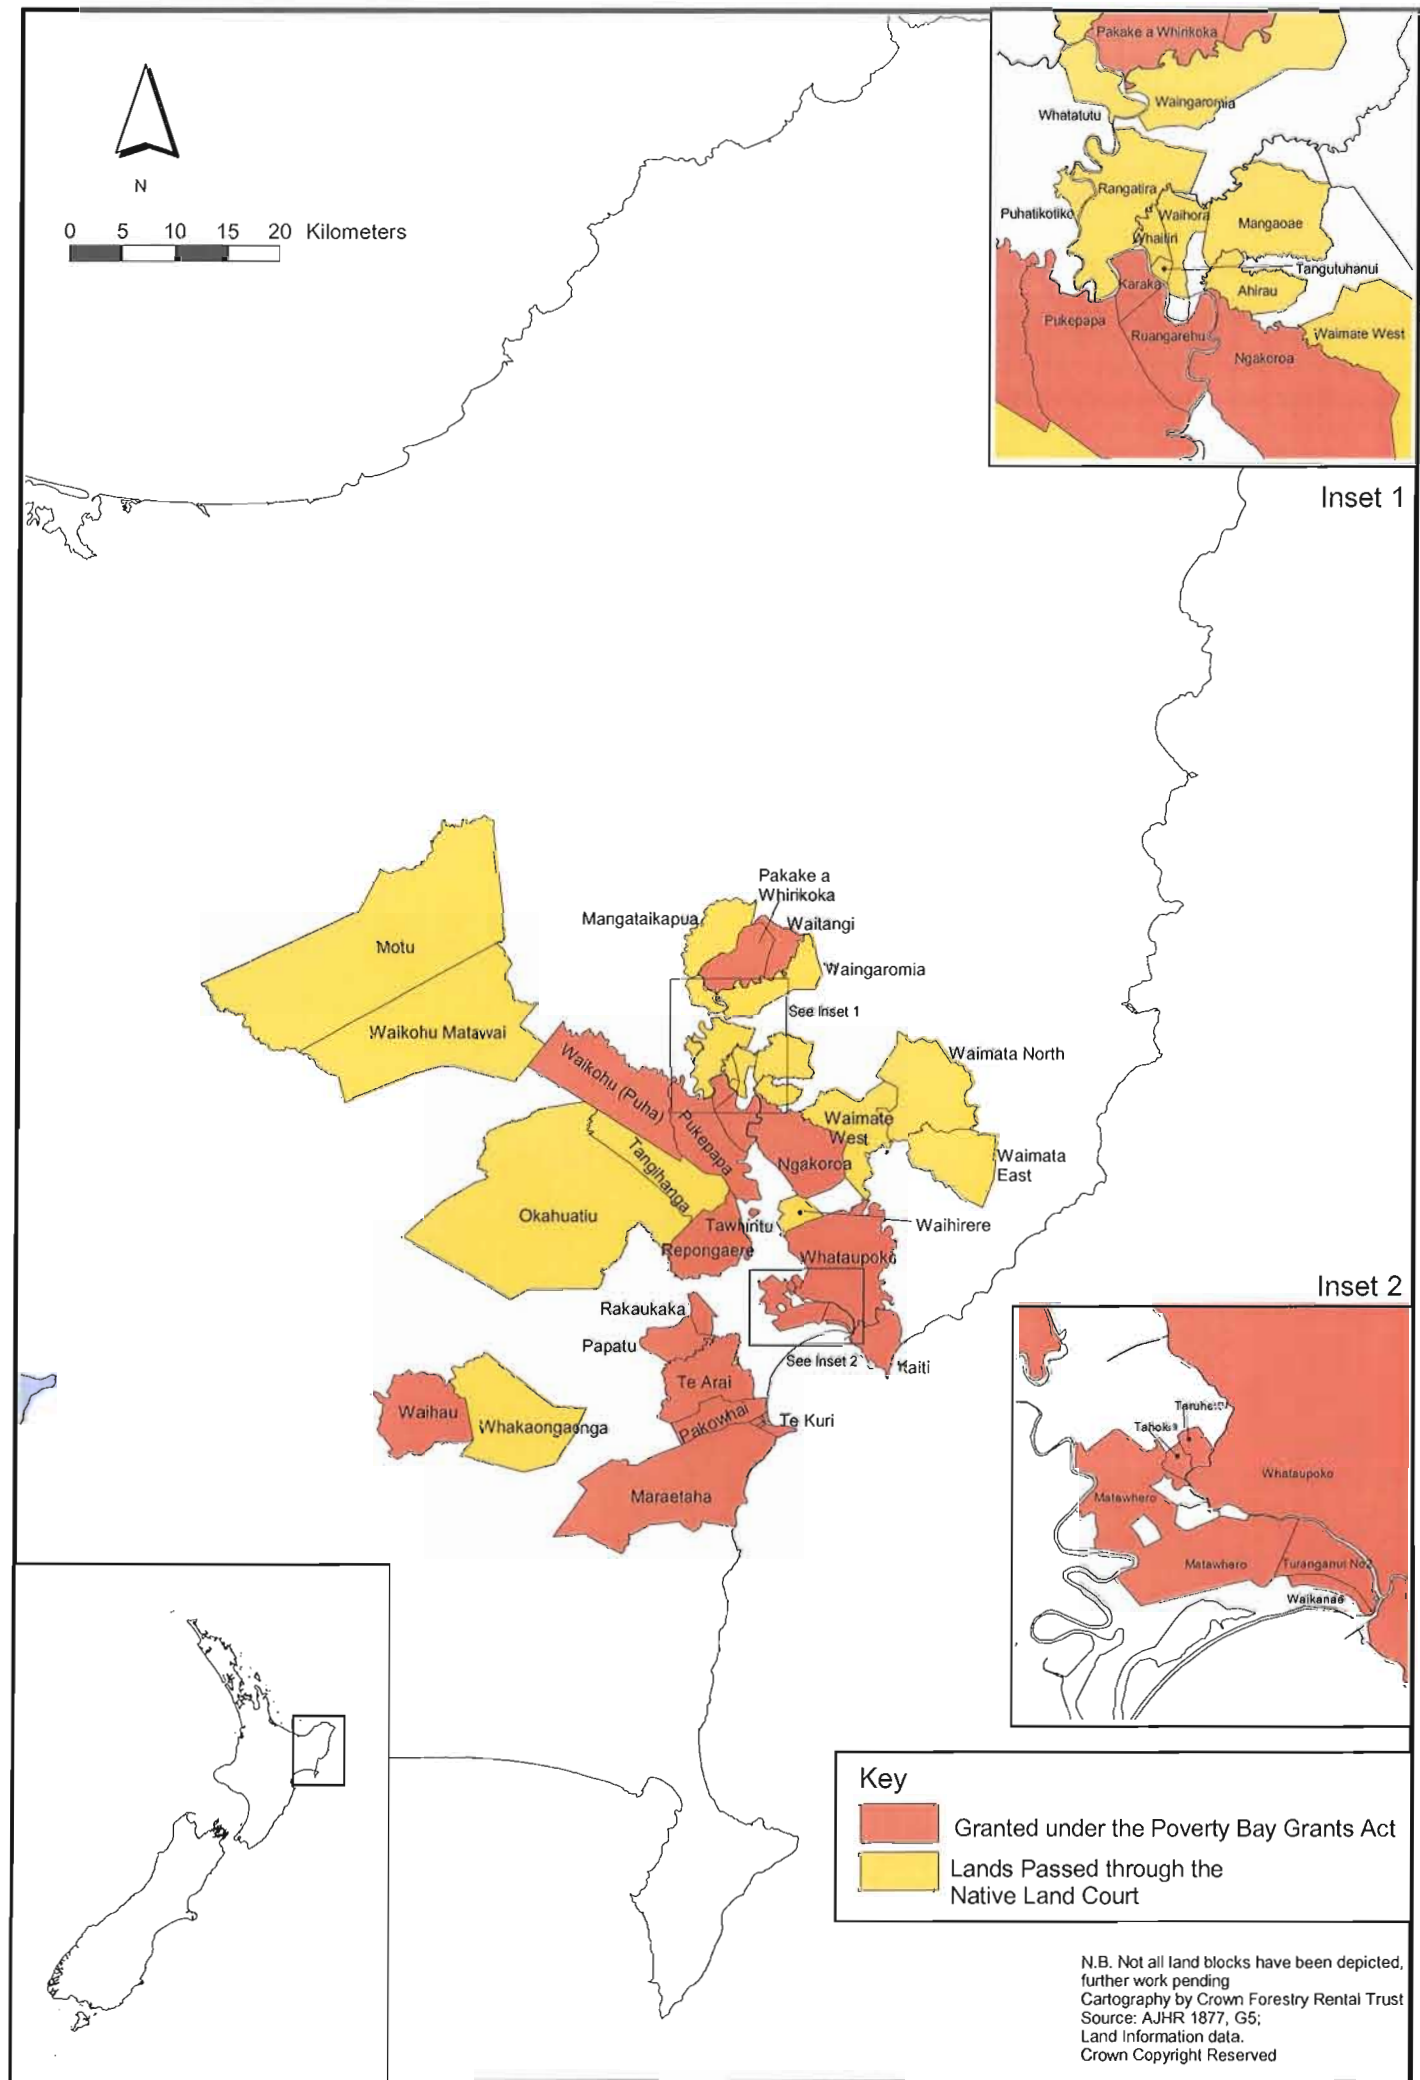 N
0 5 10 15 20 Kilometers
Pakake a Whirikoka
Waingaromia
Whatatutu
Rangatira
Puhatikotiko
Waihora
Whaitiri
Mangaoae
Tangutuhanui
Karaka
Ahirau
Pukepapa
Ruangarehu
Waimate West
Ngakoroa
Inset 1
Pakake a
Whirikoka
Mangataikapua
Waitangi
Waingaromia
Motu
See Inset 1
Waikohu Matawai
Waimata North
Waikohu (Puha)
Pukepapa
Waimate
West
Tangihanga
Ngakoroa
Waimata
East
Okahuatiu
Tawhintu
Waihirere
Repongaere
Whataupoko
Inset 2
Rakaukaka
Papatu
See Inset 2
Kaiti
Te Arai
Waihau
Whakaongaonga
Pakowhai
Te Kuri
Maraetaha
Taruheru
Tahoka
Whataupoko
Matawhero
Matawhero
Turanganui No2
Waikanae
Key
Granted under the Poverty Bay Grants Act
Lands Passed through the
Native Land Court
N.B. Not all land blocks have been depicted,
further work pending
Cartography by Crown Forestry Rental Trust
Source: AJHR 1877, G5;
Land Information data.
Crown Copyright Reserved